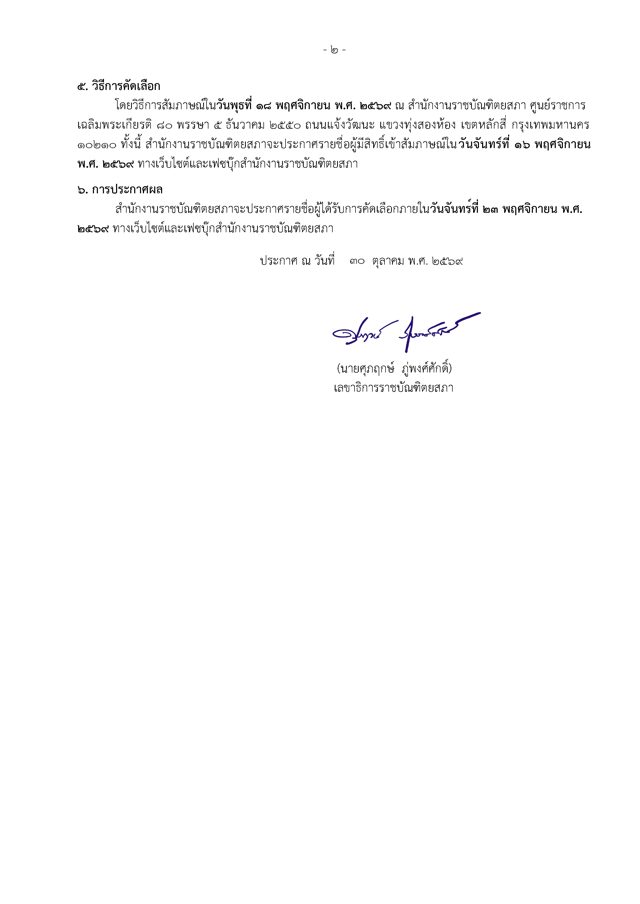 - ๒ -
๕. วิธีการคัดเลือก
โดยวิธีการสัมภาษณ์ในวันพุธที่ ๑๘ พฤศจิกายน พ.ศ. ๒๕๖๙ ณ สำนักงานราชบัณฑิตยสภา ศูนย์ราชการ
เฉลิมพระเกียรติ ๘๐ พรรษา ๕ ธันวาคม ๒๕๕๐ ถนนแจ้งวัฒนะ แขวงทุ่งสองห้อง เขตหลักสี่ กรุงเทพมหานคร
๑๐๒๑๐ ทั้งนี้ สำนักงานราชบัณฑิตยสภาจะประกาศรายชื่อผู้มีสิทธิ์เข้าสัมภาษณ์ในวันจันทร์ที่ ๑๖ พฤศจิกายน
พ.ศ. ๒๕๖๙ ทางเว็บไซต์และเฟซบุ๊กสำนักงานราชบัณฑิตยสภา
๖. การประกาศผล
สำนักงานราชบัณฑิตยสภาจะประกาศรายชื่อผู้ได้รับการคัดเลือกภายในวันจันทร์ที่ ๒๓ พฤศจิกายน พ.ศ.
๒๕๖๙ ทางเว็บไซต์และเฟซบุ๊กสำนักงานราชบัณฑิตยสภา
ประกาศ ณ วันที่ ๓๐ ตุลาคม พ.ศ. ๒๕๖๙
(นายศุภฤกษ์ ภู่พงศ์ศักดิ์)
เลขาธิการราชบัณฑิตยสภา